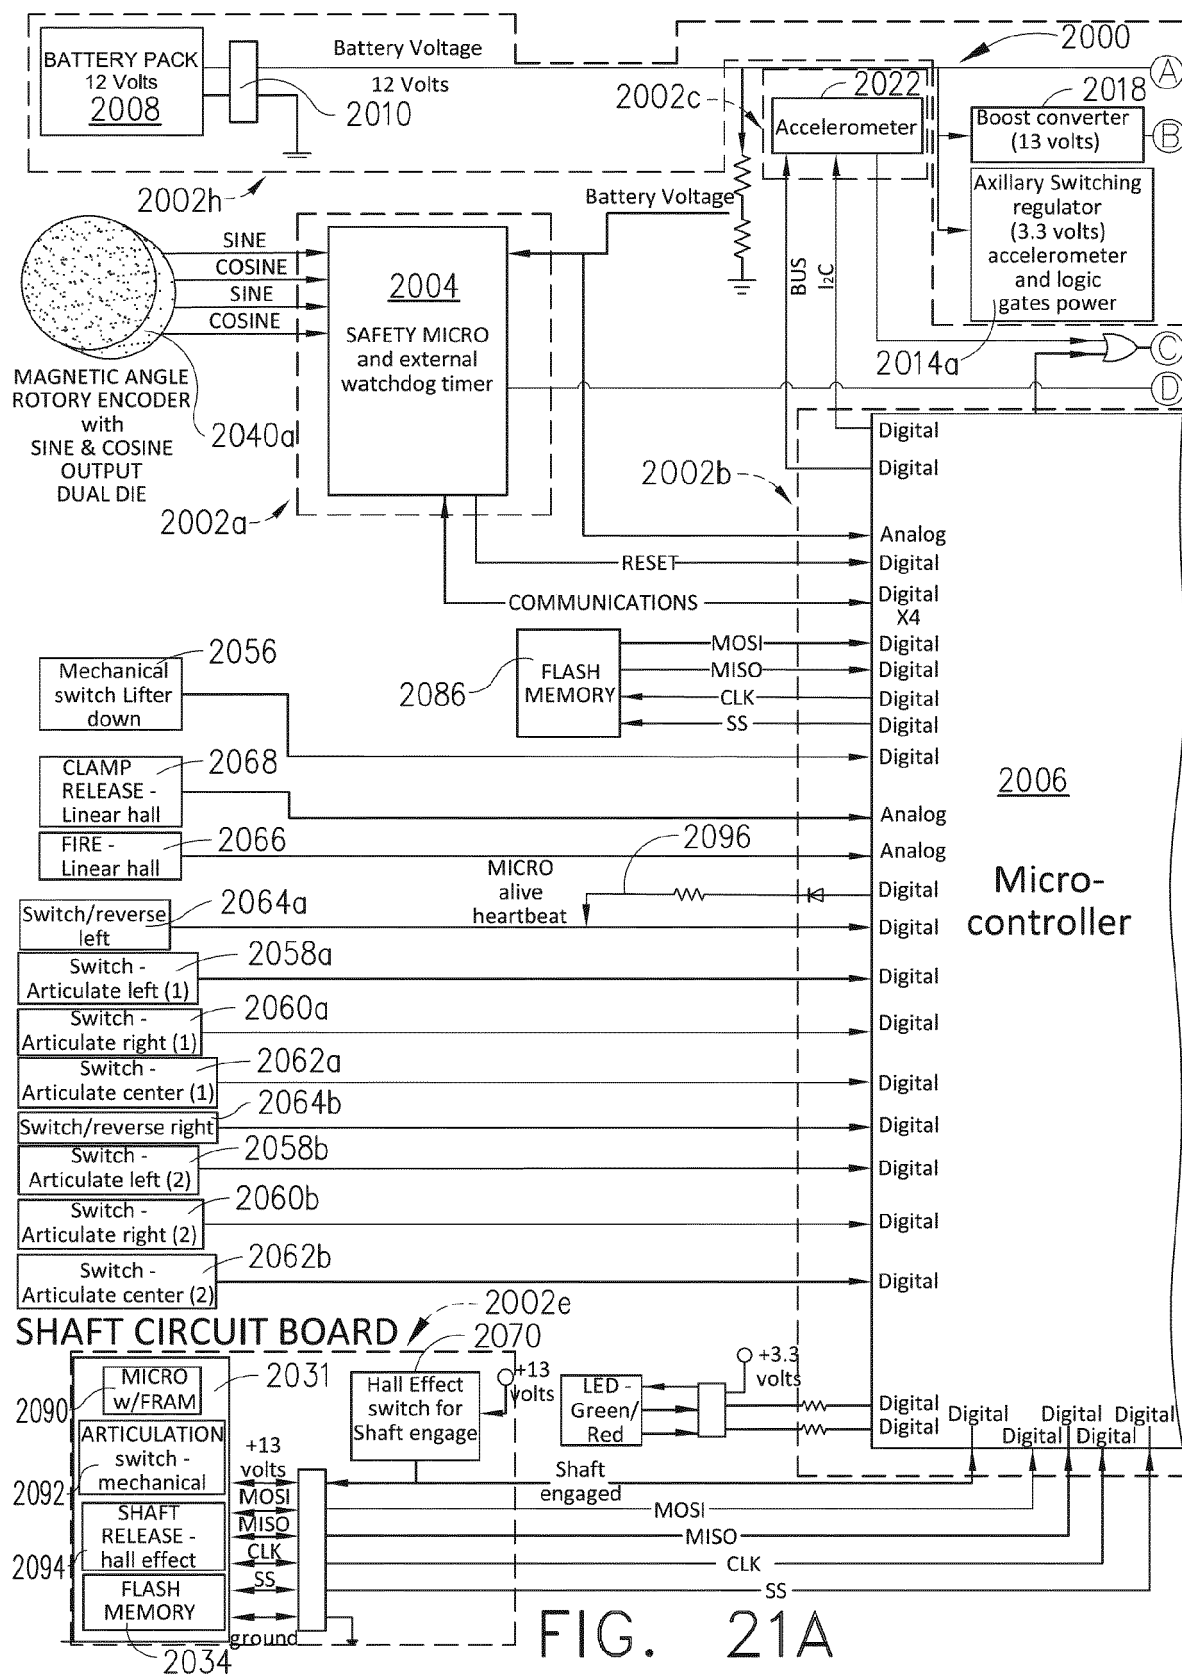 BATTERY PACK
12 Volts
2008
2010
Battery Voltage
12 Volts
2002h
2000
A
2002c
2022
Accelerometer
2018
Boost converter
(13 volts)
B
Axillary Switching
regulator
(3.3 volts)
accelerometer
and logic
gates power
2014a
C
D
Battery Voltage
BUS
I2C
SINE
COSINE
SINE
COSINE
2004
SAFETY MICRO
and external
watchdog timer
MAGNETIC ANGLE
ROTORY ENCODER
with
SINE & COSINE
OUTPUT
DUAL DIE
2040a
2002a
2002b
Digital
Digital
Analog
RESET
Digital
COMMUNICATIONS
Digital
X4
2086
FLASH
MEMORY
MOSI
Digital
MISO
Digital
CLK
Digital
SS
Digital
Mechanical
switch Lifter
down
2056
Digital
2006
Micro-
controller
CLAMP
RELEASE -
Linear hall
2068
Analog
FIRE -
Linear hall
2066
Analog
2096
MICRO
alive
heartbeat
Digital
Switch/reverse
left
2064a
Digital
Switch -
Articulate left (1)
2058a
Digital
Switch -
Articulate right (1)
2060a
Digital
Switch -
Articulate center (1)
2062a
Digital
Switch/reverse right
2064b
Digital
Switch -
Articulate left (2)
2058b
Digital
Switch -
Articulate right (2)
2060b
Digital
Switch -
Articulate center (2)
2062b
Digital
SHAFT CIRCUIT BOARD
2002e
2070
Hall Effect
switch for
Shaft engage
+13
volts
MICRO
w/FRAM
2031
2090
ARTICULATION
switch -
mechanical
2092
SHAFT
RELEASE -
hall effect
2094
FLASH
MEMORY
2034
+13
volts
MOSI
MISO
CLK
SS
ground
LED -
Green/
Red
+3.3
volts
Digital
Digital
Digital
Digital
Digital
Digital
Digital
Shaft
engaged
MOSI
MISO
CLK
SS
FIG. 21A